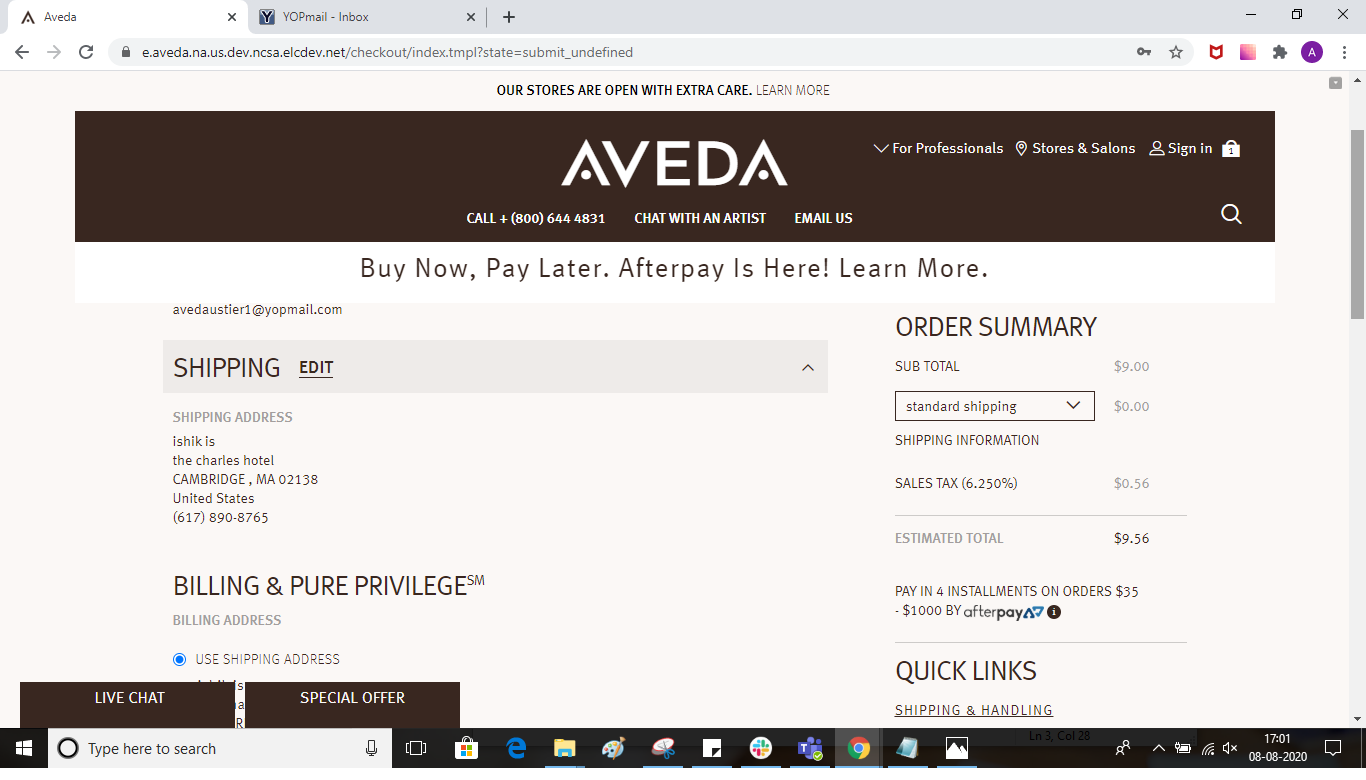 Aveda
YOPmail - Inbox
e.aveda.na.us.dev.ncsa.elcdev.net/checkout/index.tmpl?state=submit_undefined
A
OUR STORES ARE OPEN WITH EXTRA CARE. LEARN MORE
AVEDA
For Professionals
Stores & Salons
Sign in
1
CALL + (800) 644 4831
CHAT WITH AN ARTIST
EMAIL US
Buy Now, Pay Later. Afterpay Is Here! Learn More.
avedaustier1@yopmail.com
SHIPPING EDIT
SHIPPING ADDRESS
ishik is
the charles hotel
CAMBRIDGE , MA 02138
United States
(617) 890-8765
BILLING & PURE PRIVILEGE℠
BILLING ADDRESS
USE SHIPPING ADDRESS
LIVE CHAT
SPECIAL OFFER
ORDER SUMMARY
SUB TOTAL $9.00
standard shipping $0.00
SHIPPING INFORMATION
SALES TAX (6.250%) $0.56
ESTIMATED TOTAL $9.56
PAY IN 4 INSTALLMENTS ON ORDERS $35
- $1000 BY afterpay
QUICK LINKS
SHIPPING & HANDLING
Type here to search
Ln 3, Col 28
17:01
08-08-2020